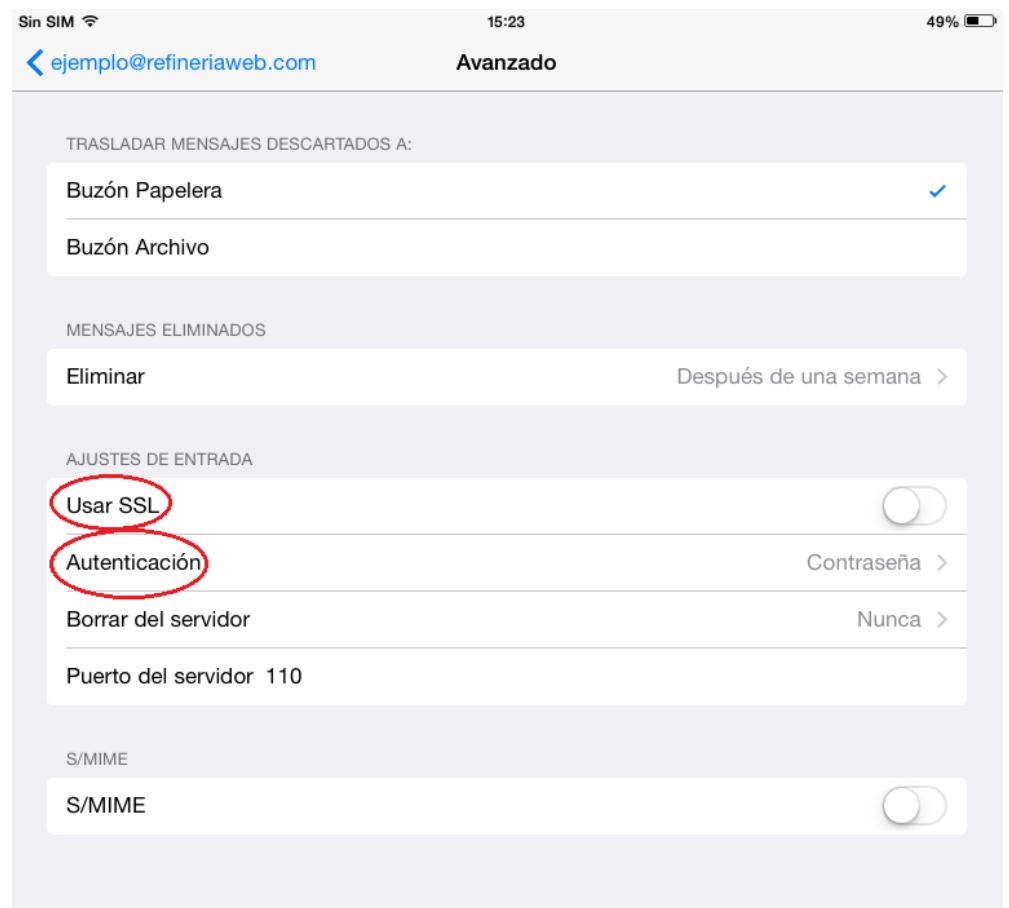 Sin SIM 15:23 49%
ejemplo@refineriaweb.com Avanzado
TRASLADAR MENSAJES DESCARTADOS A:
Buzón Papelera
Buzón Archivo
MENSAJES ELIMINADOS
Eliminar Después de una semana
AJUSTES DE ENTRADA
Usar SSL
Autenticación Contraseña
Borrar del servidor Nunca
Puerto del servidor 110
S/MIME
S/MIME